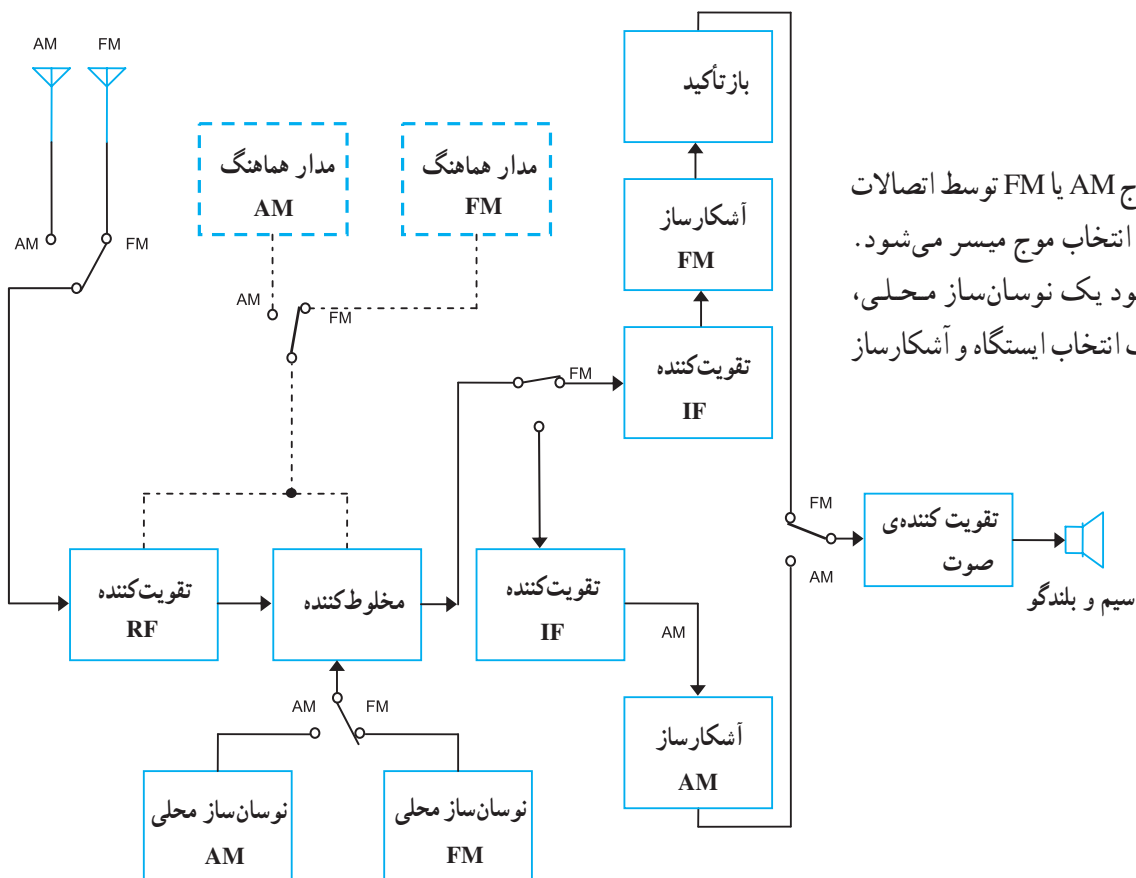 AM
FM
AM
FM
مدار هماهنگ
AM
مدار هماهنگ
FM
AM
FM
باز تأکید
آشکارساز
FM
تقویت‌کننده
IF
FM
ج AM یا FM توسط اتصالات
انتخاب موج میسر می‌شود.
ود یک نوسان‌ساز محلی،
انتخاب ایستگاه و آشکارساز
تقویت‌کننده
RF
مخلوط‌کننده
تقویت‌کننده
IF
AM
آشکارساز
AM
FM
AM
تقویت کننده‌ی
صوت
سیم و بلندگو
AM
FM
نوسان‌ساز محلی
AM
نوسان‌ساز محلی
FM